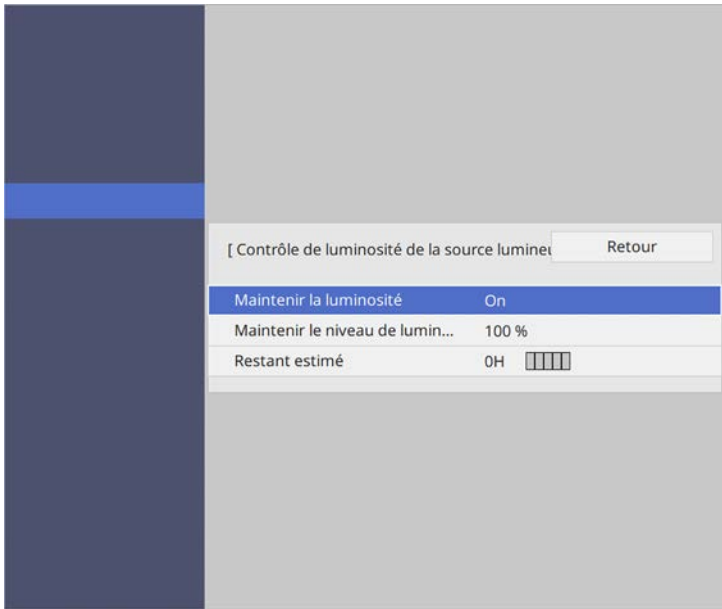 [ Contrôle de luminosité de la source lumineu
Retour
Maintenir la luminosité On
Maintenir le niveau de lumin... 100 %
Restant estimé 0H